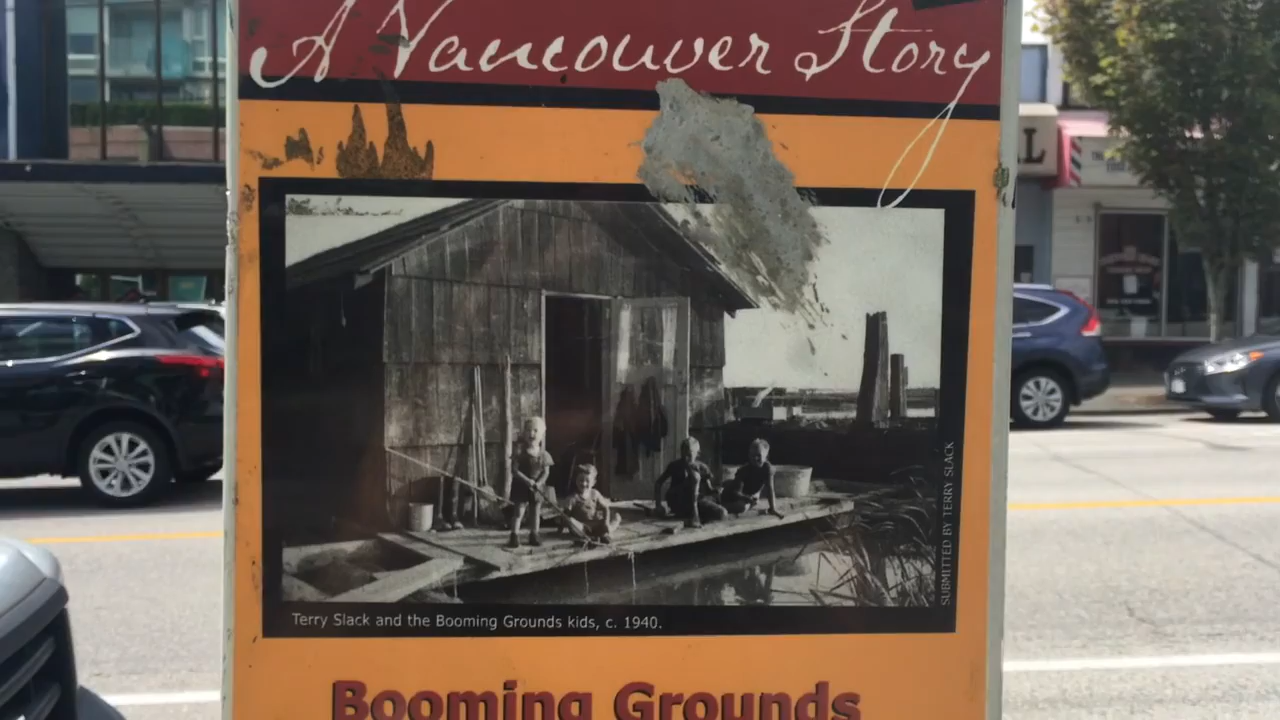 A Vancouver Story
L
SUBMITTED BY TERRY SLACK
Terry Slack and the Booming Grounds kids, c. 1940.
Booming Grounds